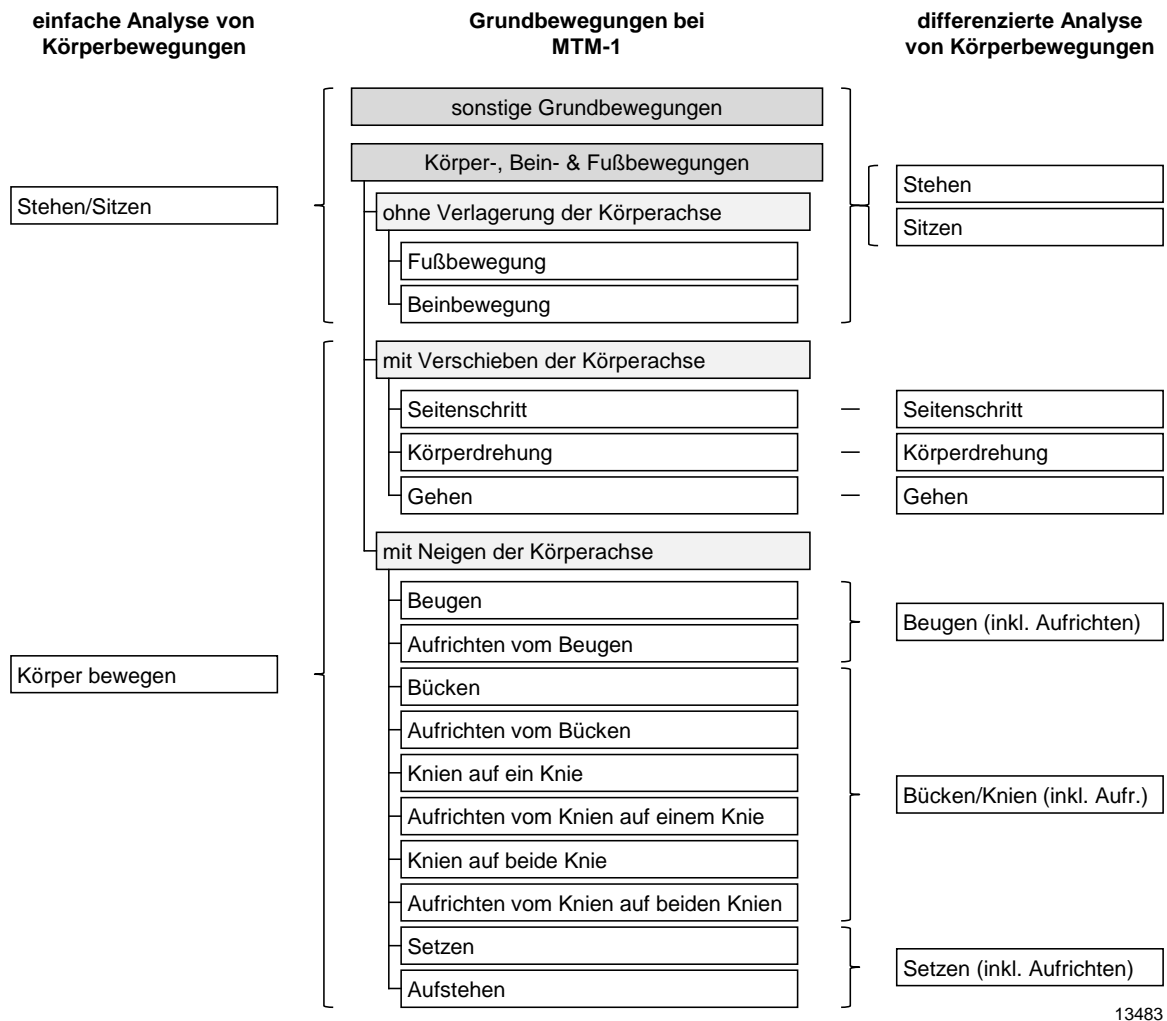 einfache Analyse von
Körperbewegungen
Grundbewegungen bei
MTM-1
differenzierte Analyse
von Körperbewegungen
sonstige Grundbewegungen
Körper-, Bein- & Fußbewegungen
Stehen/Sitzen
ohne Verlagerung der Körperachse
Stehen
Sitzen
Fußbewegung
Beinbewegung
mit Verschieben der Körperachse
Seitenschritt
Seitenschritt
Körperdrehung
Körperdrehung
Gehen
Gehen
mit Neigen der Körperachse
Beugen
Aufrichten vom Beugen
Beugen (inkl. Aufrichten)
Körper bewegen
Bücken
Aufrichten vom Bücken
Knien auf ein Knie
Aufrichten vom Knien auf einem Knie
Knien auf beide Knie
Aufrichten vom Knien auf beiden Knien
Bücken/Knien (inkl. Aufr.)
Setzen
Aufstehen
Setzen (inkl. Aufrichten)
13483